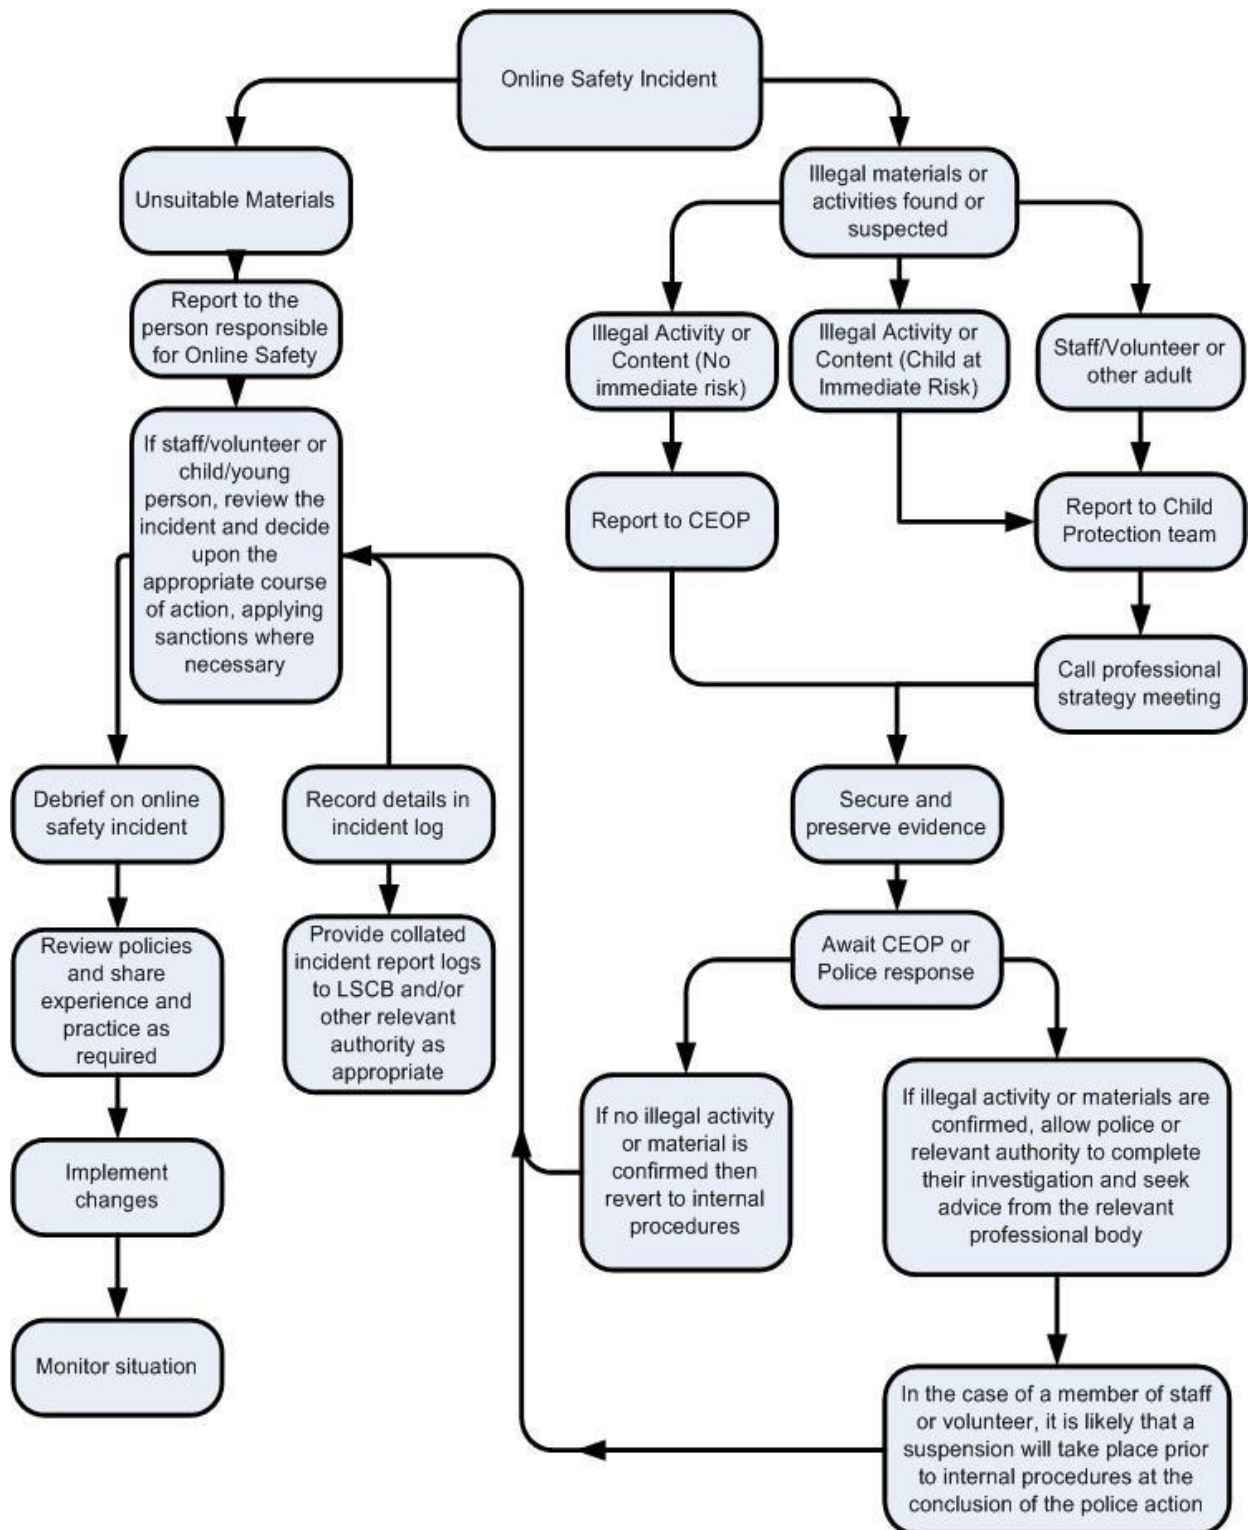 Online Safety Incident
Unsuitable Materials
Illegal materials or
activities found or
suspected
Report to the
person responsible
for Online Safety
Illegal Activity or
Content (No
immediate risk)
Illegal Activity or
Content (Child at
Immediate Risk)
Staff/Volunteer or
other adult
If staff/volunteer or
child/young
person, review the
incident and decide
upon the
appropriate course
of action, applying
sanctions where
necessary
Report to CEOP
Report to Child
Protection team
Call professional
strategy meeting
Debrief on online
safety incident
Record details in
incident log
Secure and
preserve evidence
Review policies
and share
experience and
practice as
required
Provide collated
incident report logs
to LSCB and/or
other relevant
authority as
appropriate
Await CEOP or
Police response
If no illegal activity
or material is
confirmed then
revert to internal
procedures
If illegal activity or materials are
confirmed, allow police or
relevant authority to complete
their investigation and seek
advice from the relevant
professional body
Implement
changes
Monitor situation
In the case of a member of staff
or volunteer, it is likely that a
suspension will take place prior
to internal procedures at the
conclusion of the police action